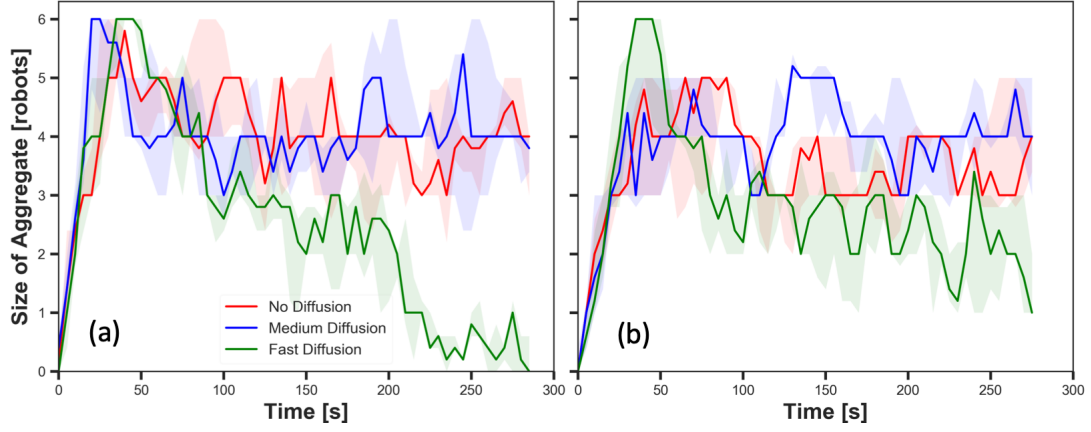 Size of Aggregate [robots]
6
5
4
3
2
1
0
(a)
No Diffusion
Medium Diffusion
Fast Diffusion
(b)
0 50 100 150 200 250 300
0 50 100 150 200 250 300
Time [s]
Time [s]